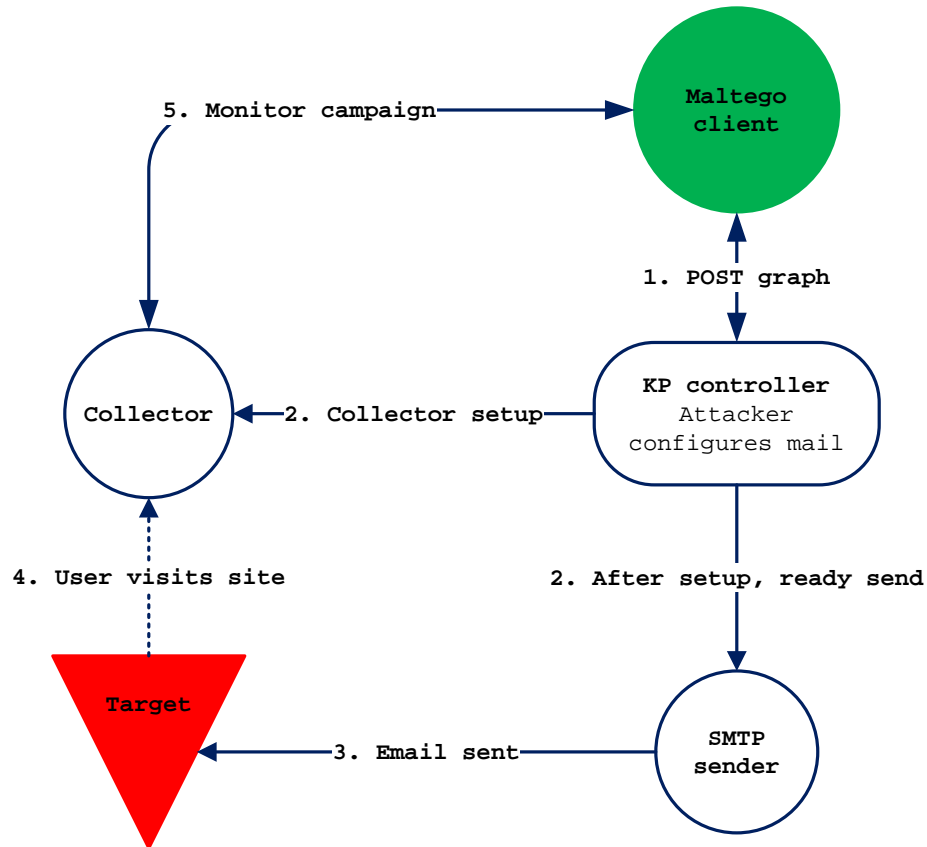 Maltego
client
5. Monitor campaign
1. POST graph
KP controller
Attacker
configures mail
Collector
2. Collector setup
4. User visits site
2. After setup, ready send
Target
3. Email sent
SMTP
sender